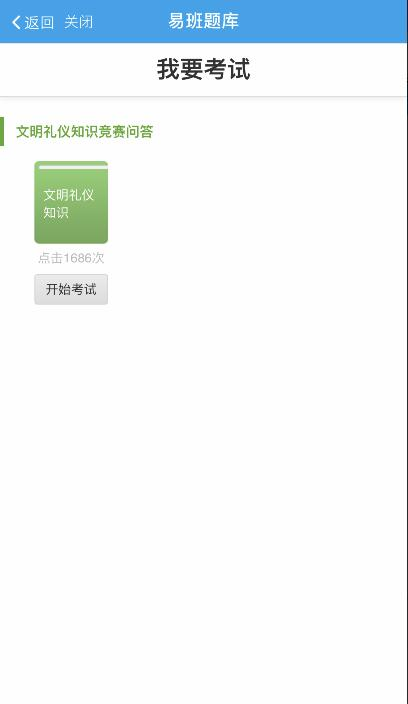 返回 关闭 易班题库
我要考试
文明礼仪知识竞赛问答
文明礼仪
知识
点击1686次
开始考试